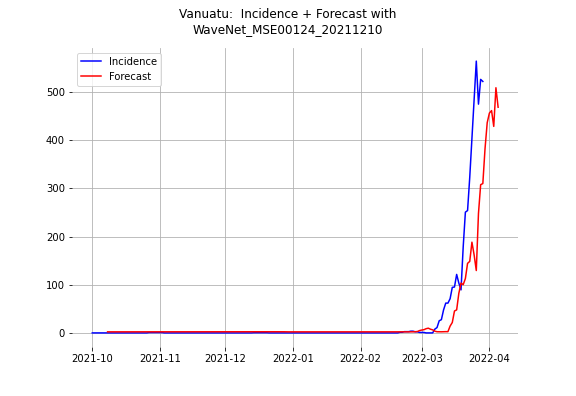 Vanuatu:  Incidence + Forecast with
WaveNet_MSE00124_20211210
Incidence
Forecast
500
400
300
200
100
0
2021-10 2021-11 2021-12 2022-01 2022-02 2022-03 2022-04